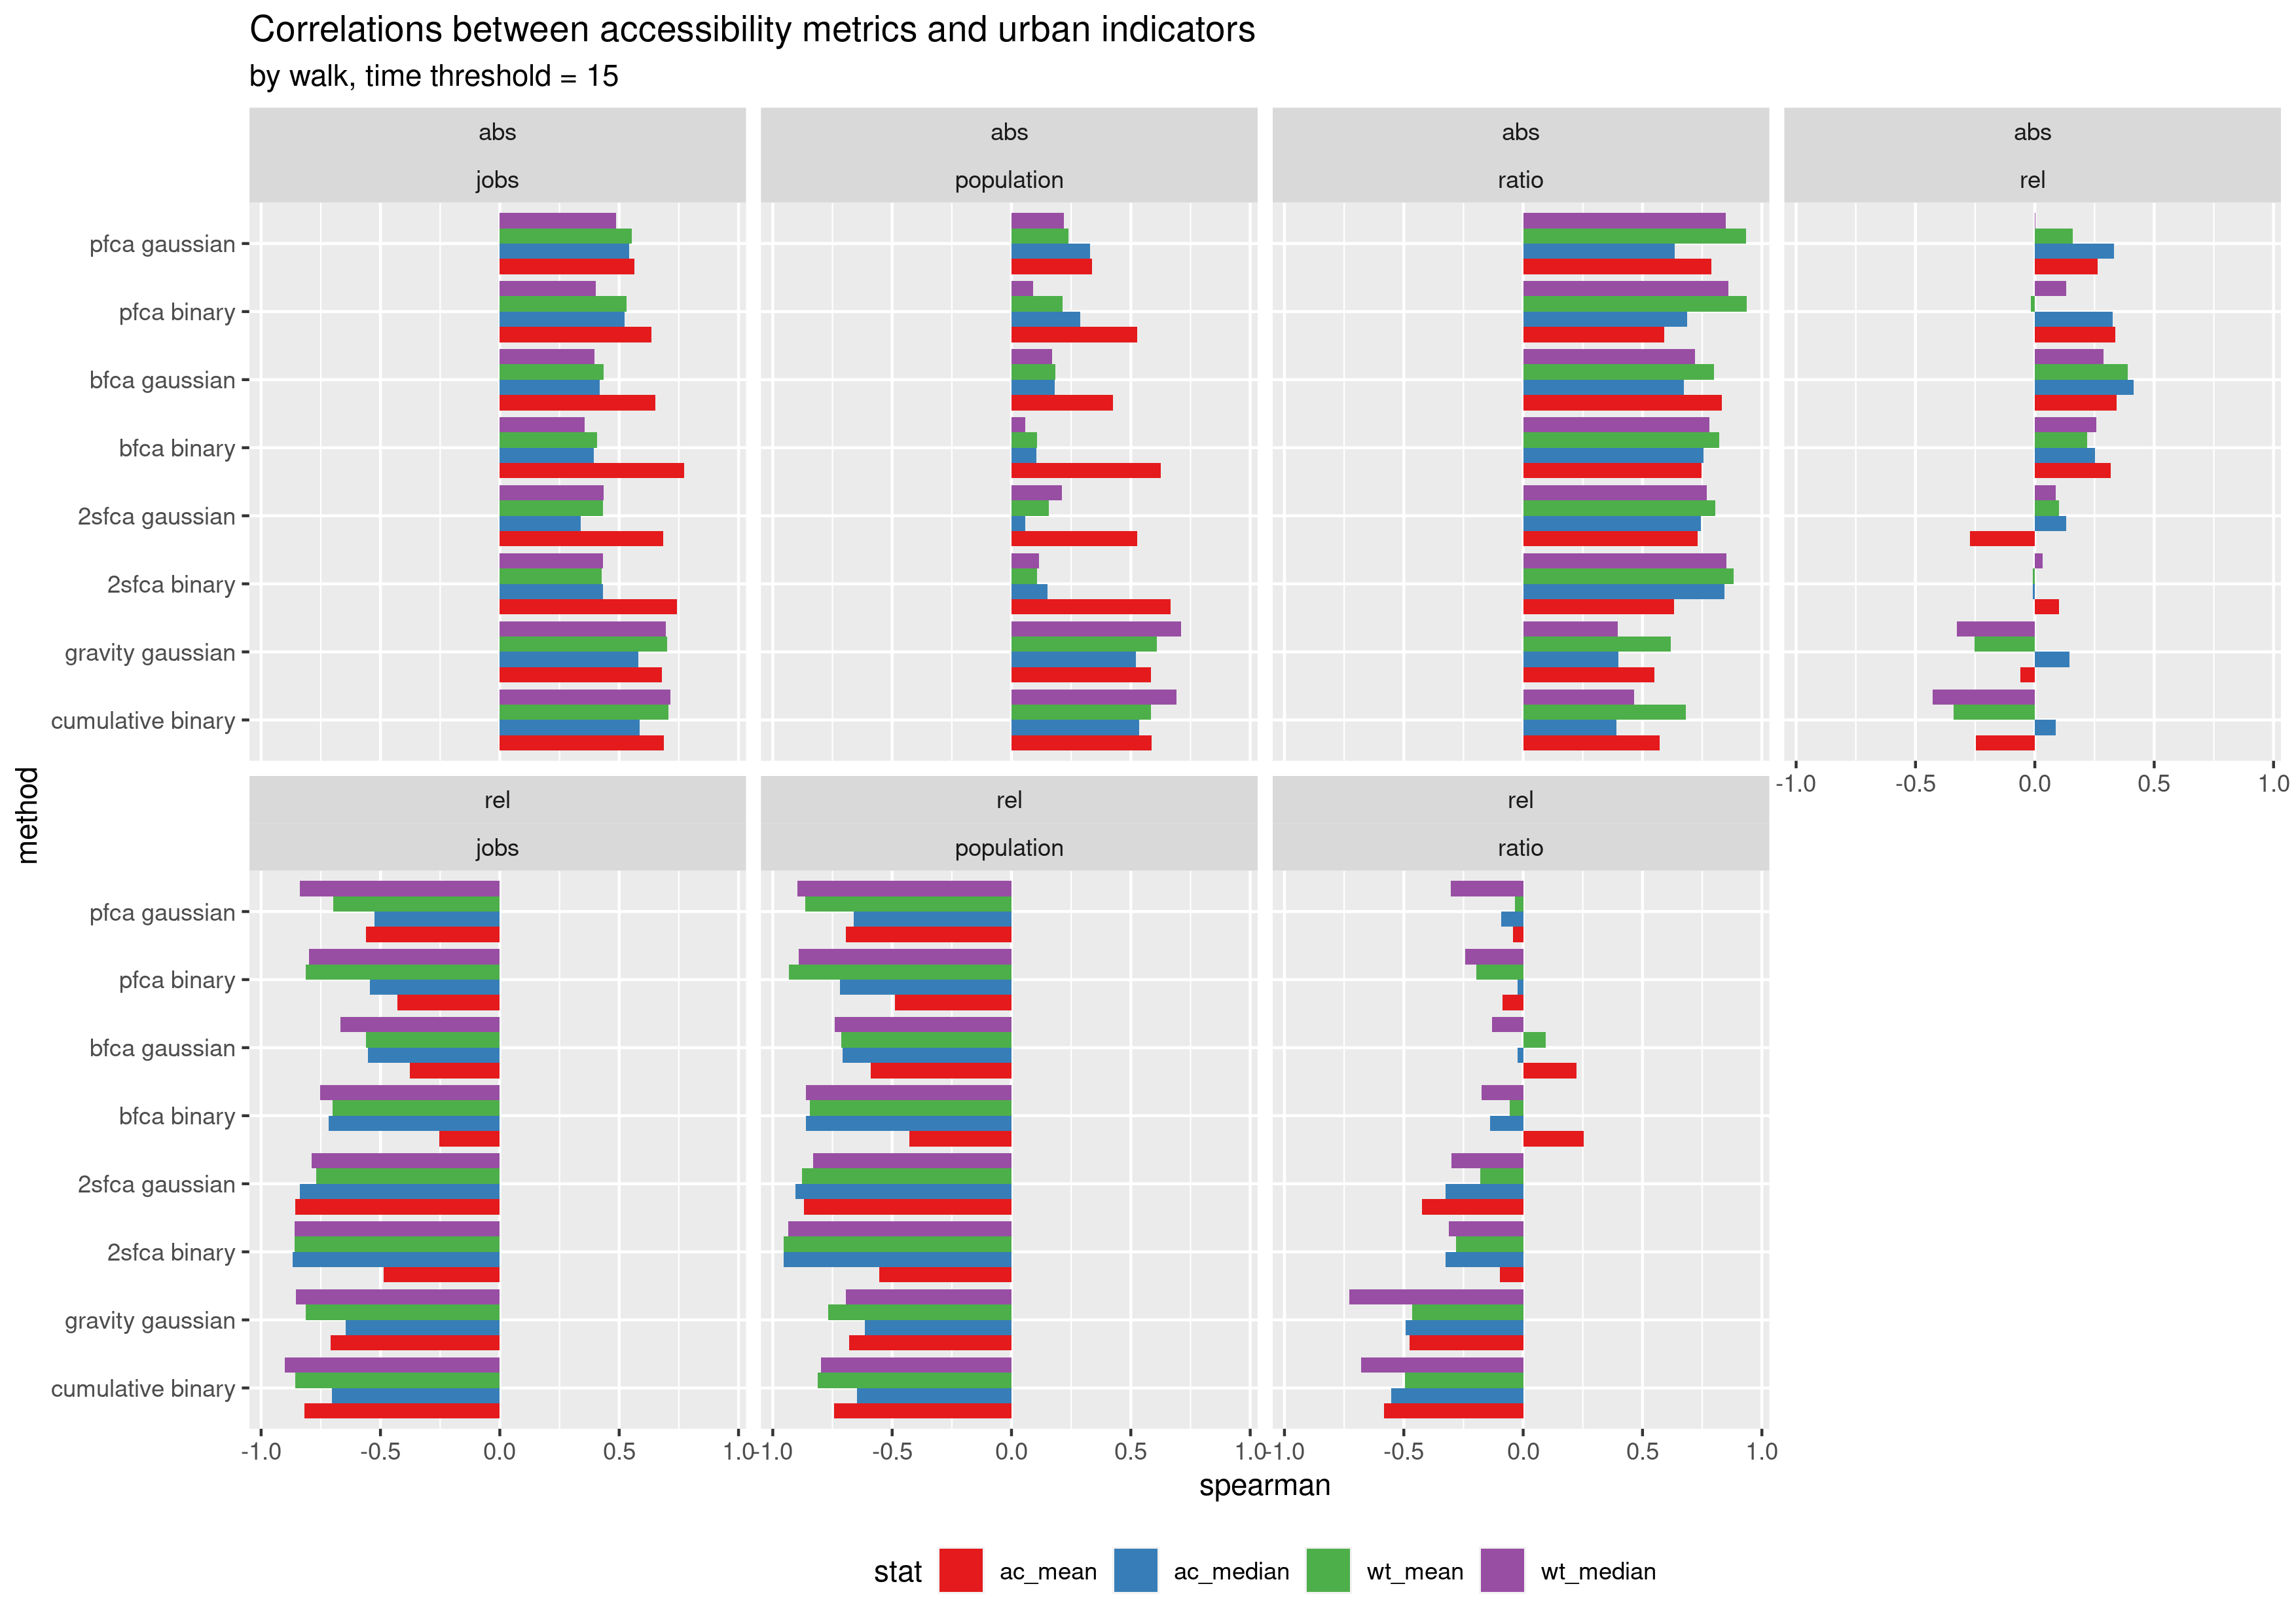 Correlations between accessibility metrics and urban indicators
by walk, time threshold = 15
abs abs abs abs
jobs population ratio rel
pfca gaussian
pfca binary
bfca gaussian
bfca binary
2sfca gaussian
2sfca binary
gravity gaussian
cumulative binary
-1.0 -0.5 0.0 0.5 1.0
method
rel rel rel
jobs population ratio
pfca gaussian
pfca binary
bfca gaussian
bfca binary
2sfca gaussian
2sfca binary
gravity gaussian
cumulative binary
-1.0 -0.5 0.0 0.5 1.0 -1.0 -0.5 0.0 0.5 1.0 -1.0 -0.5 0.0 0.5 1.0
spearman
stat ac_mean ac_median wt_mean wt_median